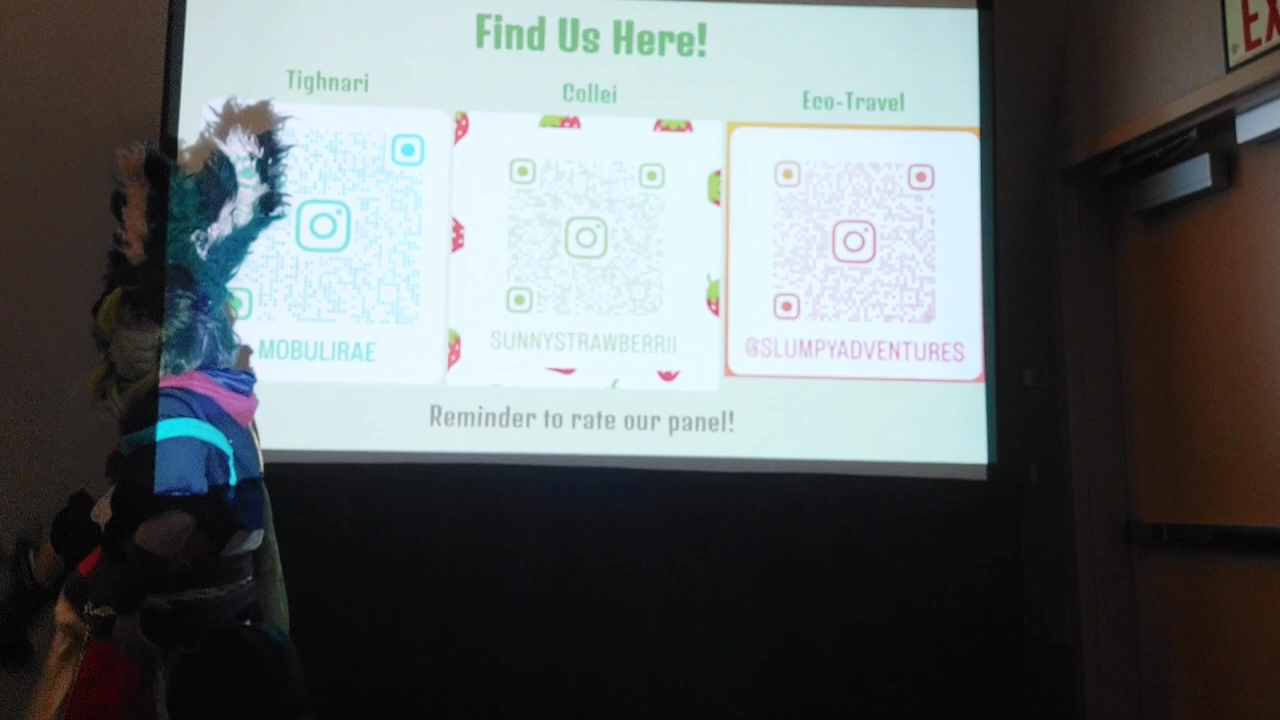 Find Us Here!
Tighnari
Collei
Eco-Travel
MOBULIRAE
SUNNYSTRAWBERRII
@SLUMPYADVENTURES
Reminder to rate our panel!